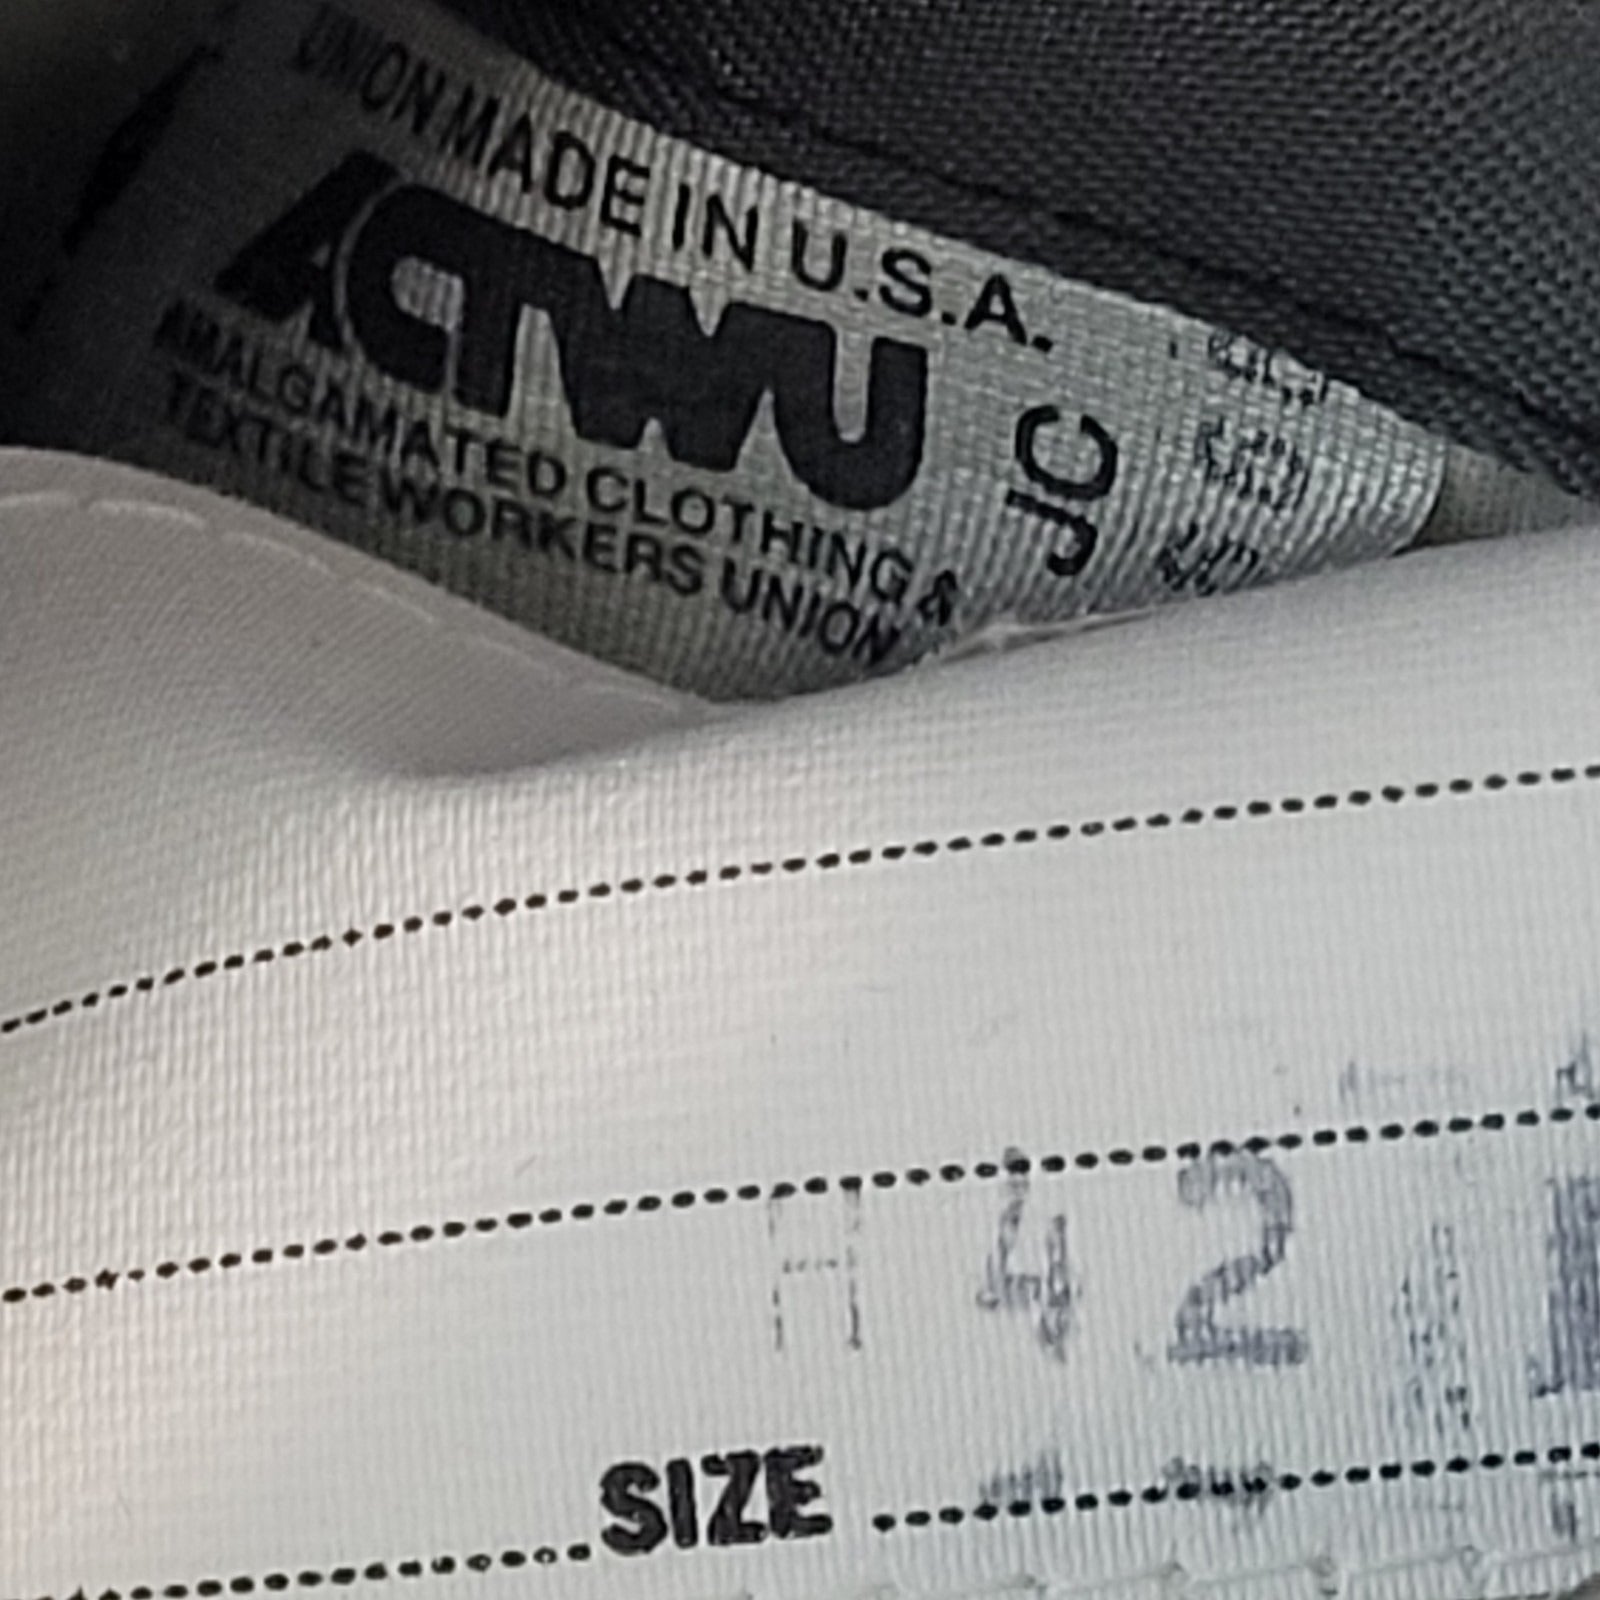 UNION MADE IN U.S.A.
ACTWU
AMALGAMATED CLOTHING &
TEXTILE WORKERS UNION
JC
42
SIZE